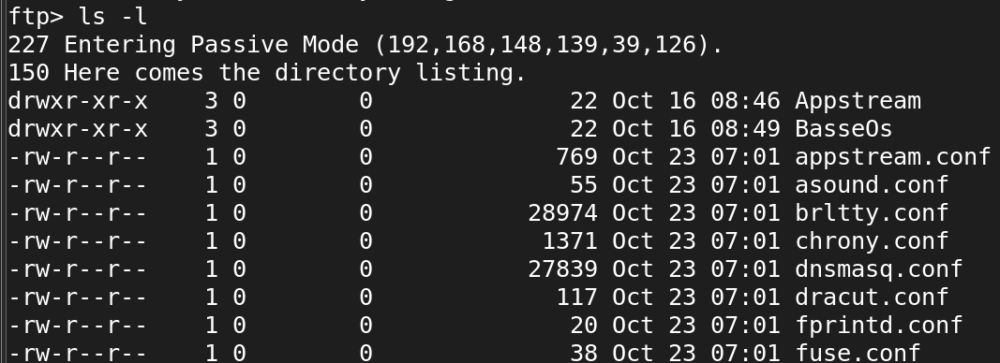 ftp> ls -l
227 Entering Passive Mode (192,168,148,139,39,126).
150 Here comes the directory listing.
drwxr-xr-x    3 0        0              22 Oct 16 08:46 Appstream
drwxr-xr-x    3 0        0              22 Oct 16 08:49 BasseOs
-rw-r--r--    1 0        0             769 Oct 23 07:01 appstream.conf
-rw-r--r--    1 0        0              55 Oct 23 07:01 asound.conf
-rw-r--r--    1 0        0           28974 Oct 23 07:01 brltty.conf
-rw-r--r--    1 0        0            1371 Oct 23 07:01 chrony.conf
-rw-r--r--    1 0        0           27839 Oct 23 07:01 dnsmasq.conf
-rw-r--r--    1 0        0             117 Oct 23 07:01 dracut.conf
-rw-r--r--    1 0        0              20 Oct 23 07:01 fprintd.conf
-rw-r--r--    1 0        0              38 Oct 23 07:01 fuse.conf